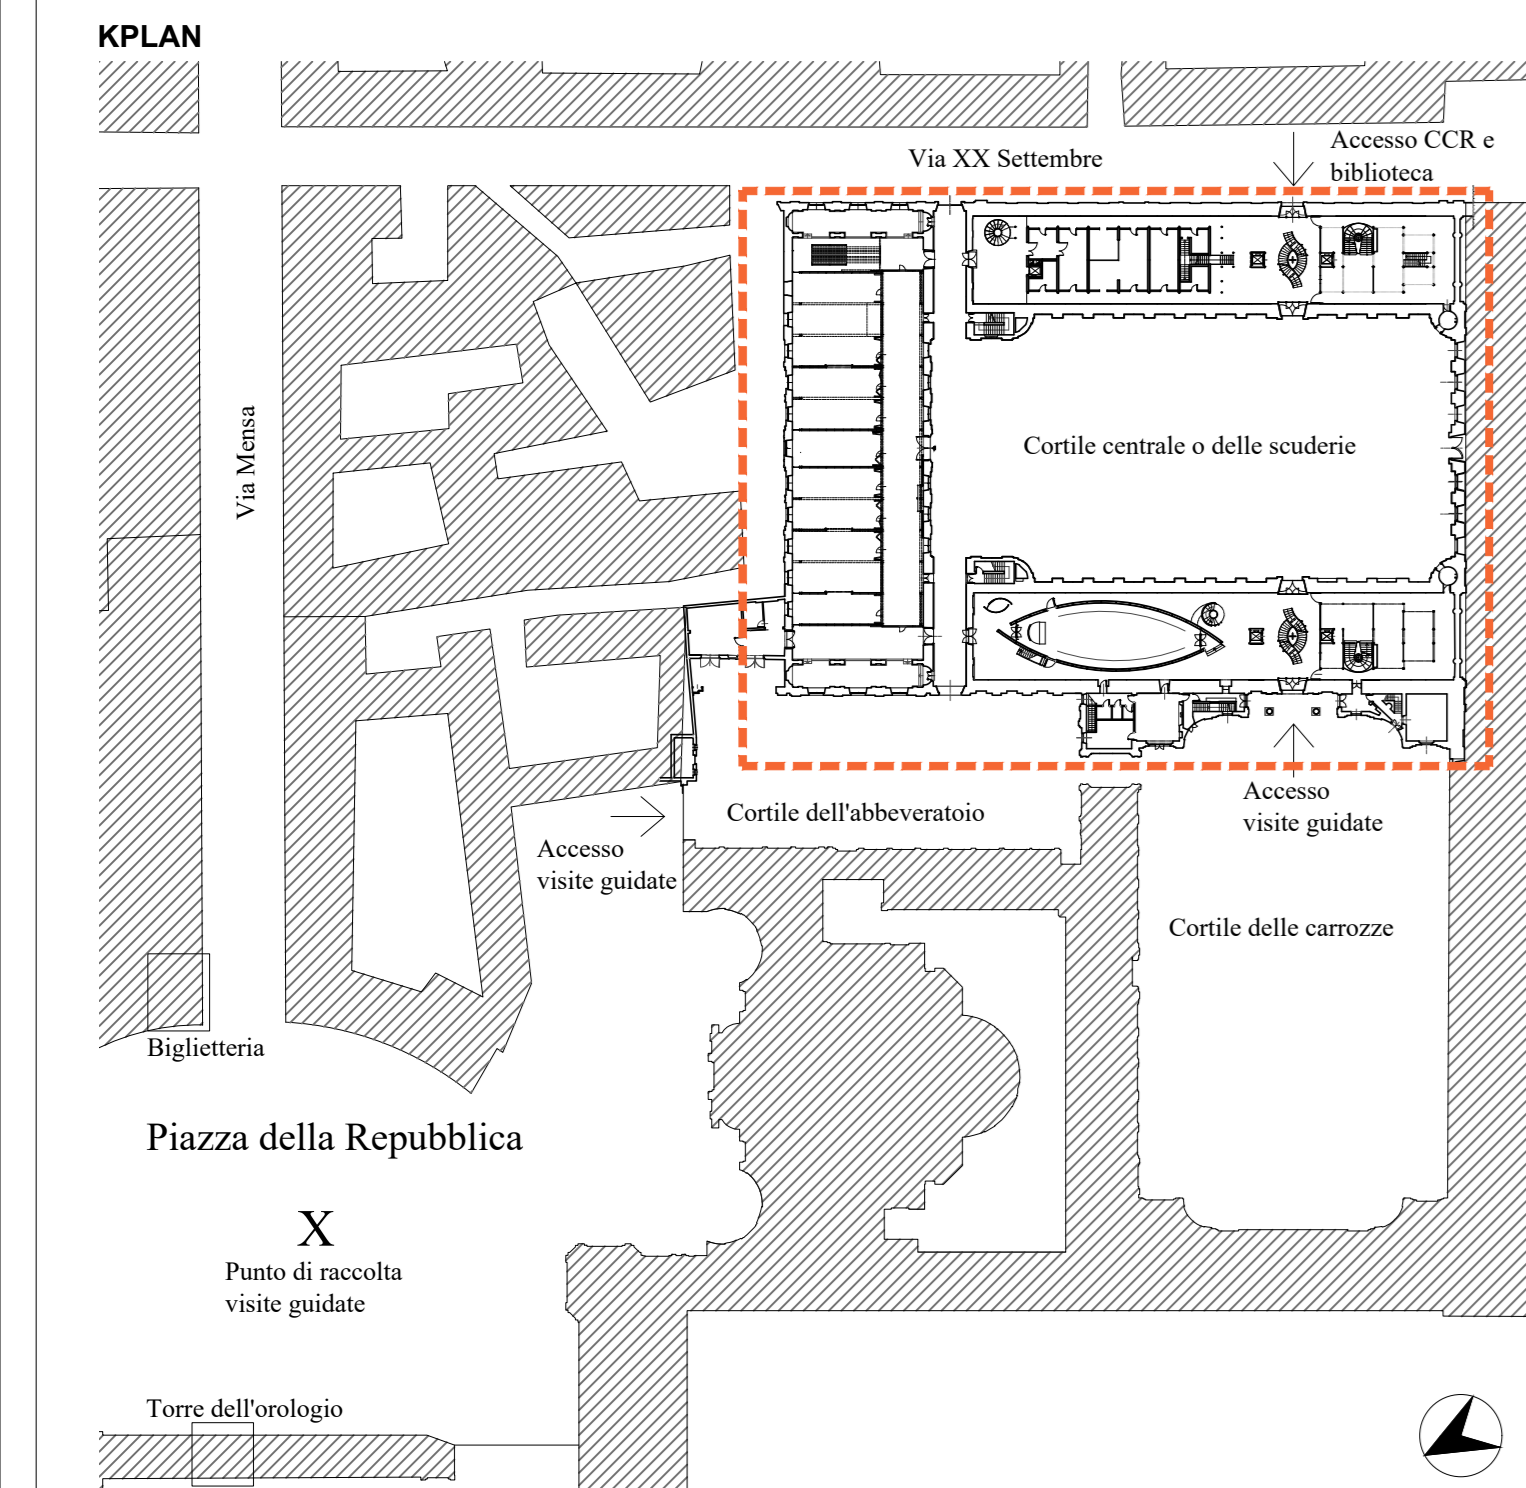 KPLAN
Accesso CCR e
biblioteca
Via XX Settembre
Via Mensa
Cortile centrale o delle scuderie
Accesso
visite guidate
Cortile dell'abbeveratoio
Accesso
visite guidate
Cortile delle carrozze
Biglietteria
Piazza della Repubblica
X
Punto di raccolta
visite guidate
Torre dell'orologio